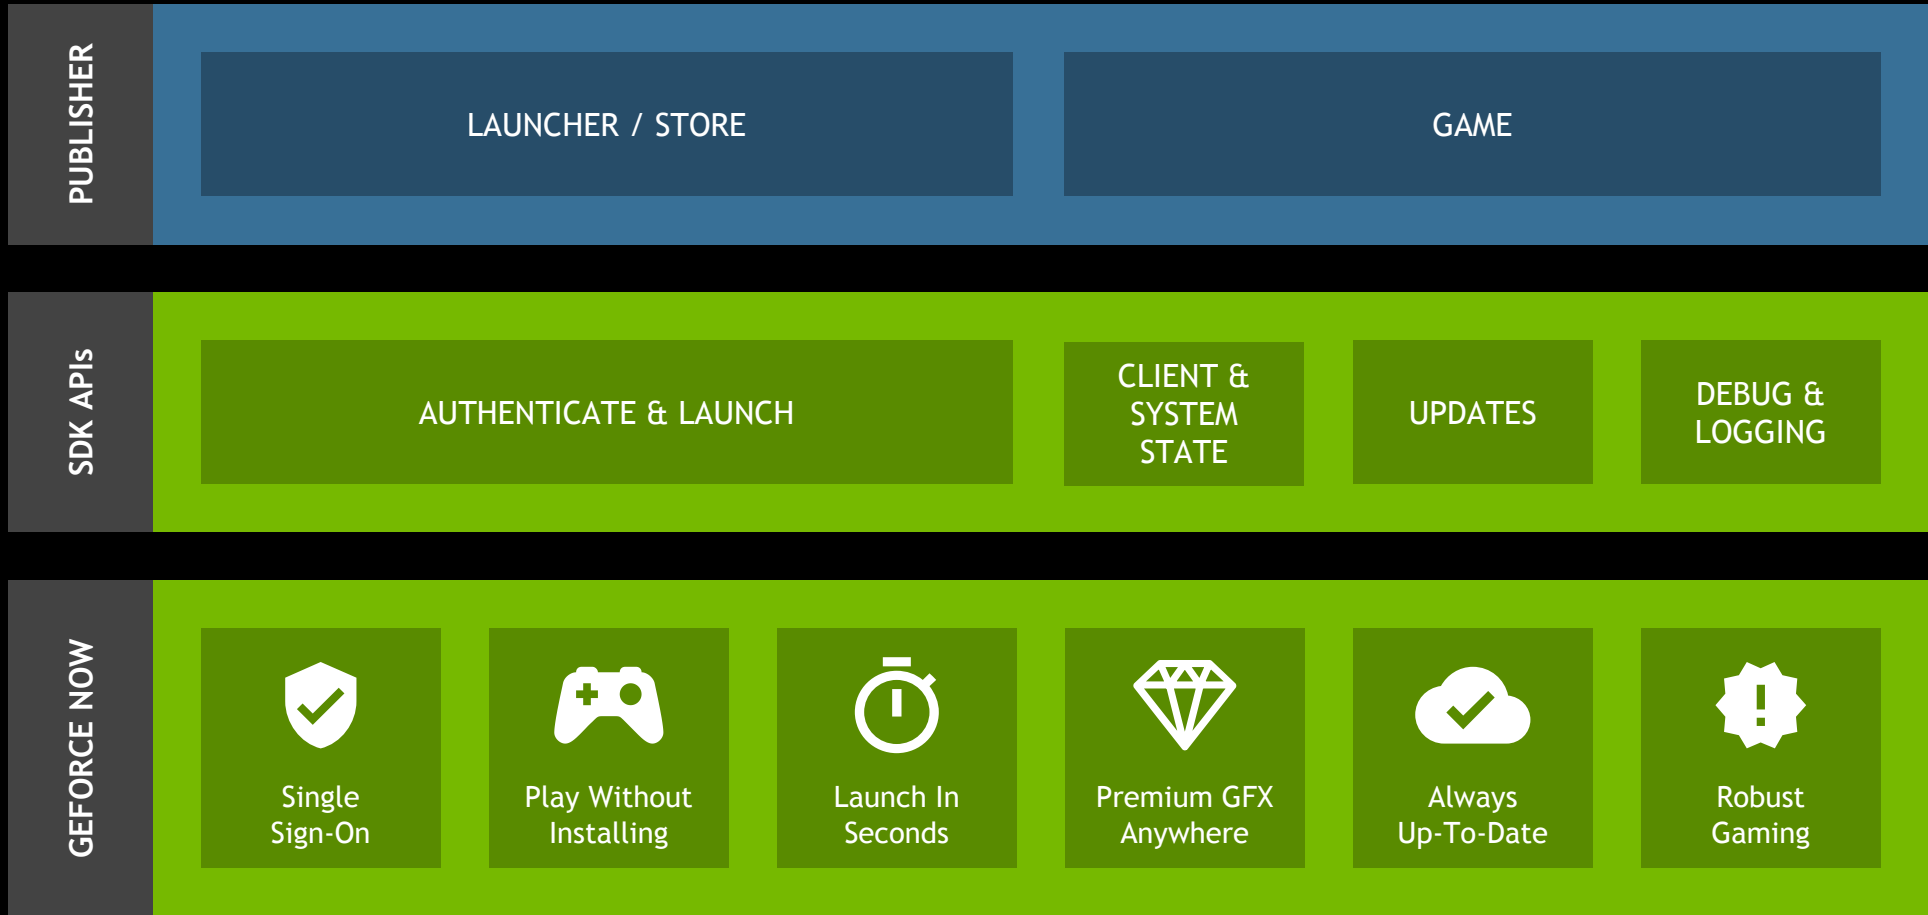 PUBLISHER
LAUNCHER / STORE
GAME
SDK APIs
AUTHENTICATE & LAUNCH
CLIENT &
SYSTEM
STATE
UPDATES
DEBUG &
LOGGING
GEFORCE NOW
Single
Sign-On
Play Without
Installing
Launch In
Seconds
Premium GFX
Anywhere
Always
Up-To-Date
Robust
Gaming